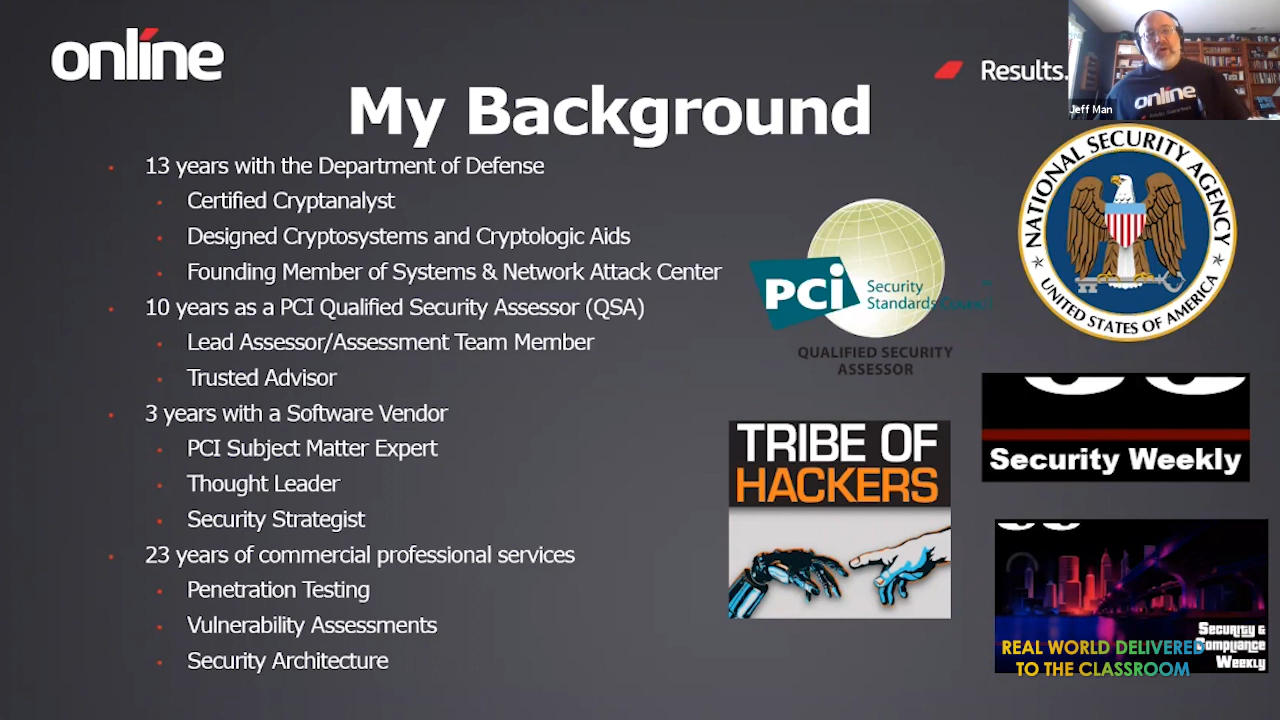 online
Results.
My Background
Jeff Man
online
13 years with the Department of Defense
Certified Cryptanalyst
Designed Cryptosystems and Cryptologic Aids
Founding Member of Systems & Network Attack Center
10 years as a PCI Qualified Security Assessor (QSA)
Lead Assessor/Assessment Team Member
Trusted Advisor
3 years with a Software Vendor
PCI Subject Matter Expert
Thought Leader
Security Strategist
23 years of commercial professional services
Penetration Testing
Vulnerability Assessments
Security Architecture
PCi Security
Standards Council
QUALIFIED SECURITY
ASSESSOR
NATIONAL SECURITY AGENCY
UNITED STATES OF AMERICA
TRIBE OF
HACKERS
Security Weekly
Security &
Compliance
Weekly
REAL WORLD DELIVERED
TO THE CLASSROOM